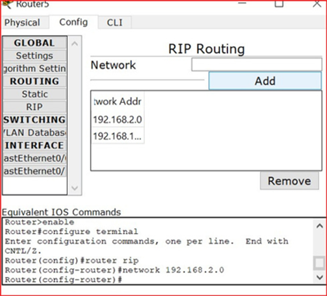 Router5
Physical Config CLI
GLOBAL
Settings
gorithm Settin
ROUTING
Static
RIP
SWITCHING
/LAN Databas
INTERFACE
astEthernet0/
astEthernet0/
RIP Routing
Network
Add
:work Addr
192.168.2.0
192.168.1...
Remove
Equivalent IOS Commands
Router>enable
Router#configure terminal
Enter configuration commands, one per line. End with
CNTL/Z.
Router(config)#router rip
Router(config-router)#network 192.168.2.0
Router(config-router)#